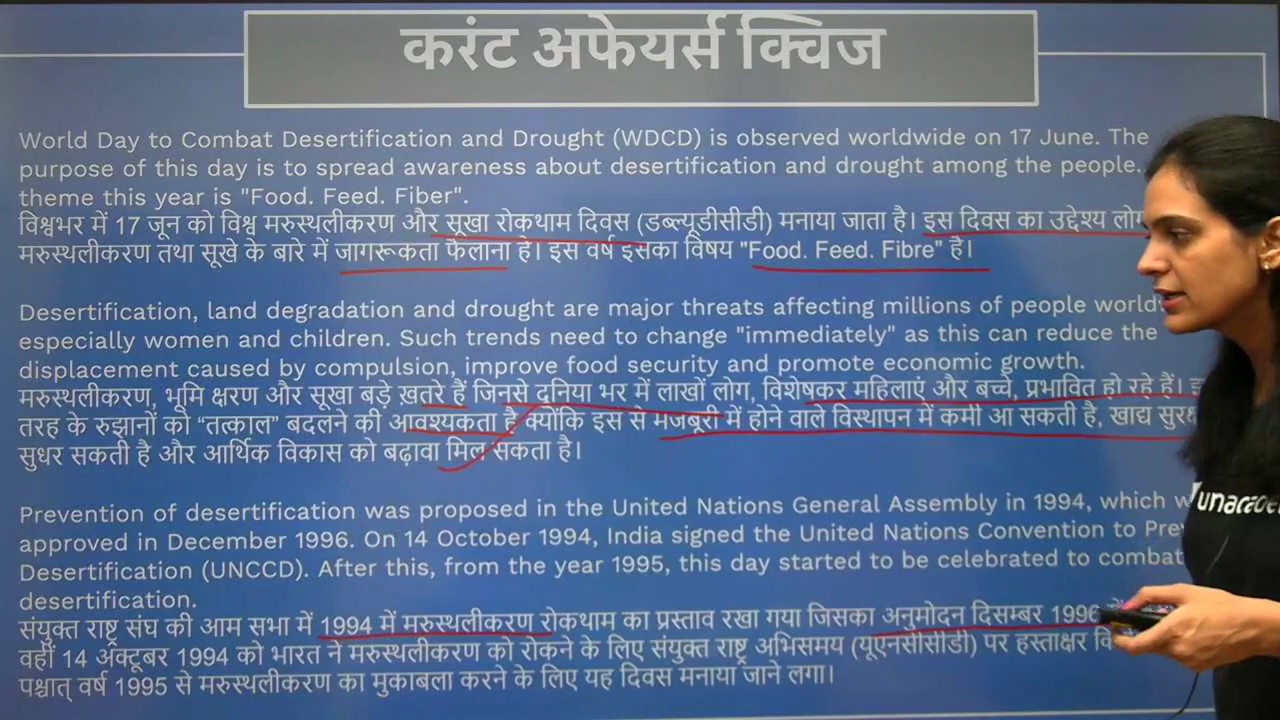 करंट अफेयर्स क्विज
World Day to Combat Desertification and Drought (WDCD) is observed worldwide on 17 June. The
purpose of this day is to spread awareness about desertification and drought among the people.
theme this year is "Food. Feed. Fiber".
विश्वभर में 17 जून को विश्व मरुस्थलीकरण और सूखा रोकथाम दिवस (डब्ल्यूडीसीडी) मनाया जाता है। इस दिवस का उद्देश्य
मरुस्थलीकरण तथा सूखे के बारे में जागरूकता फैलाना है। इस वर्ष इसका विषय "Food. Feed. Fibre" है।
Desertification, land degradation and drought are major threats affecting millions of people
especially women and children. Such trends need to change "immediately" as this can reduce the
displacement caused by compulsion, improve food security and promote economic growth.
मरुस्थलीकरण, भूमि क्षरण और सूखा बड़े ख़तरे हैं जिनसे दुनिया भर में लाखों लोग, विशेषकर महिलाएं और बच्चे, प्रभावित हो रहे हैं।
तरह के रुझानों को “तत्काल” बदलने की आवश्यकता है क्योंकि इस से मजबूरी में होने वाले विस्थापन में कमी आ सकती है, खाद्य
सुधर सकती है और आर्थिक विकास को बढ़ावा मिल सकता है।
Prevention of desertification was proposed in the United Nations General Assembly in 1994, which
approved in December 1996. On 14 October 1994, India signed the United Nations Convention to
Desertification (UNCCD). After this, from the year 1995, this day started to be celebrated to combat
desertification.
संयुक्त राष्ट्र संघ की आम सभा में 1994 में मरुस्थलीकरण रोकथाम का प्रस्ताव रखा गया जिसका अनुमोदन दिसम्बर 1996
वहीं 14 अक्टूबर 1994 को भारत ने मरुस्थलीकरण को रोकने के लिए संयुक्त राष्ट्र अभिसमय (यूएनसीसीडी) पर हस्ताक्षर
पश्चात् वर्ष 1995 से मरुस्थलीकरण का मुकाबला करने के लिए यह दिवस मनाया जाने लगा।